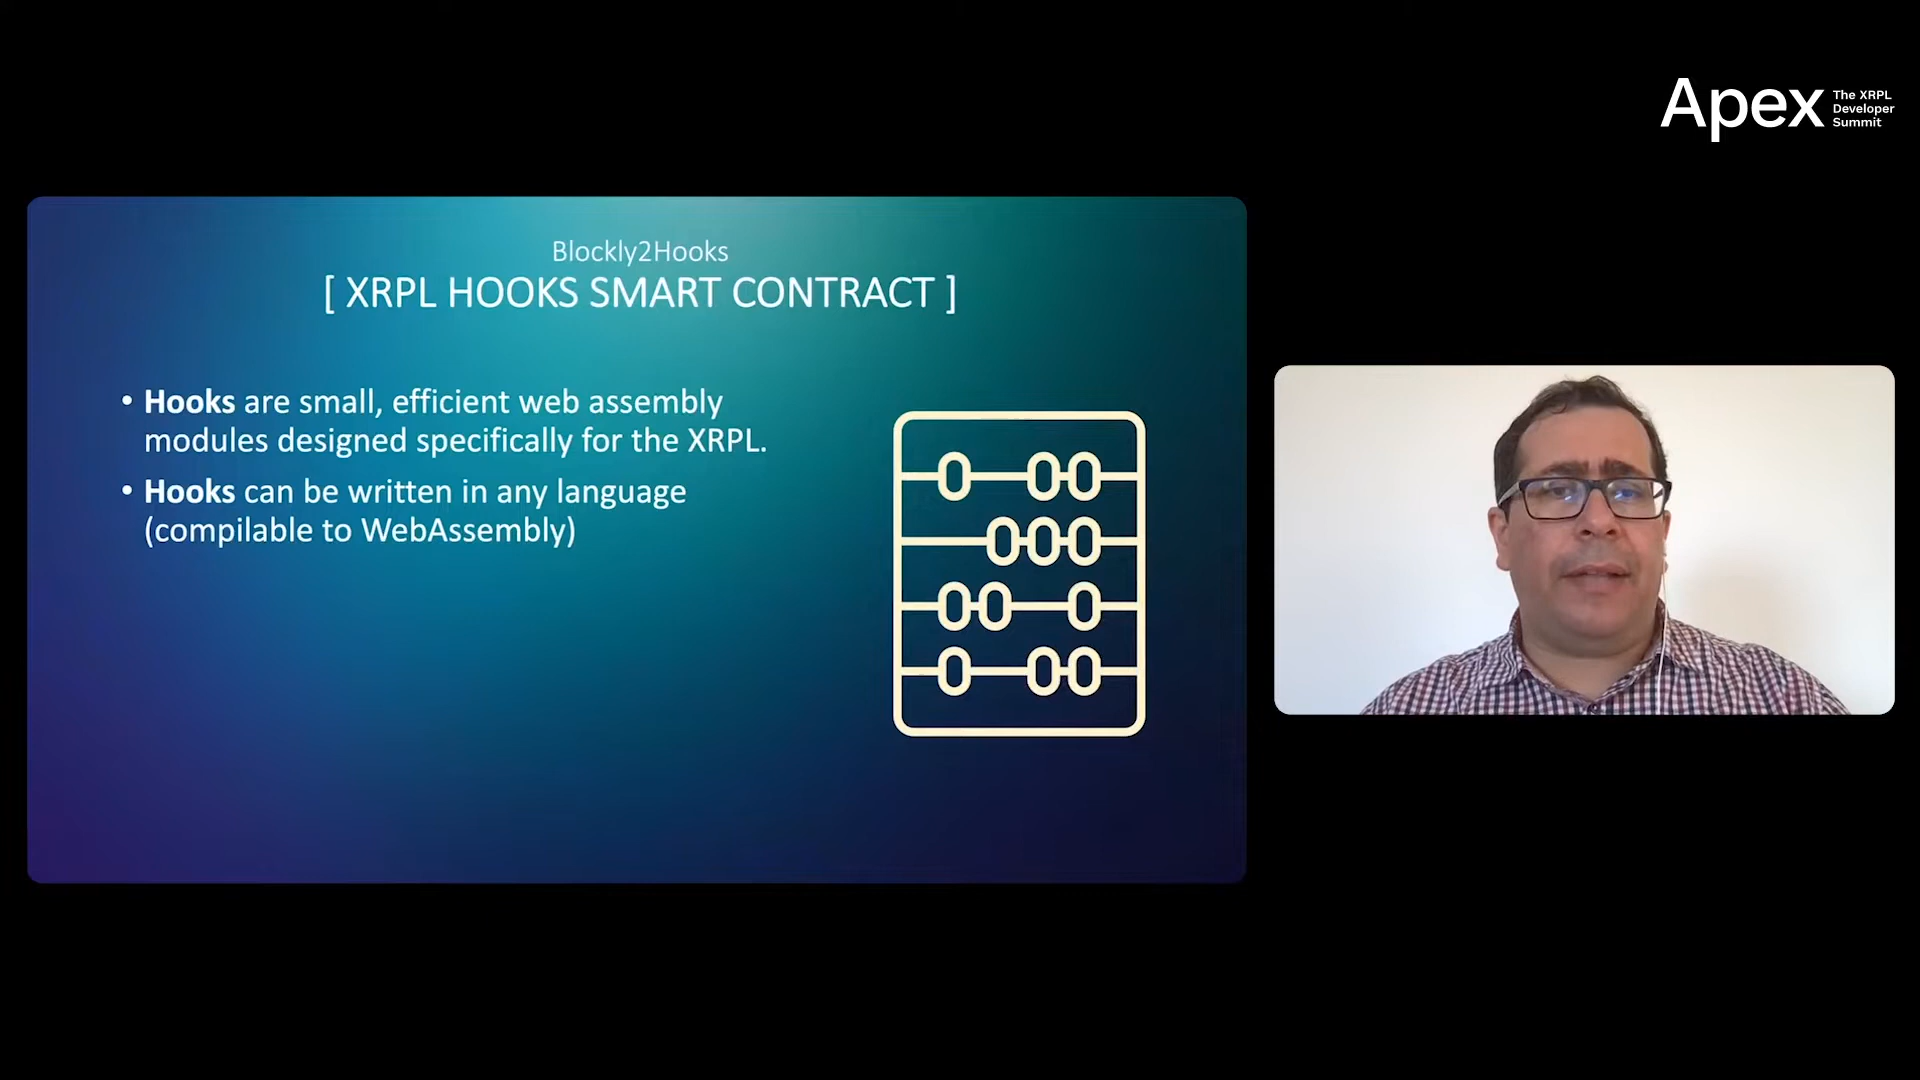 Apex
The XRPL
Developer
Summit
Blockly2Hooks
[ XRPL HOOKS SMART CONTRACT ]
• Hooks are small, efficient web assembly
modules designed specifically for the XRPL.
• Hooks can be written in any language
(compilable to WebAssembly)